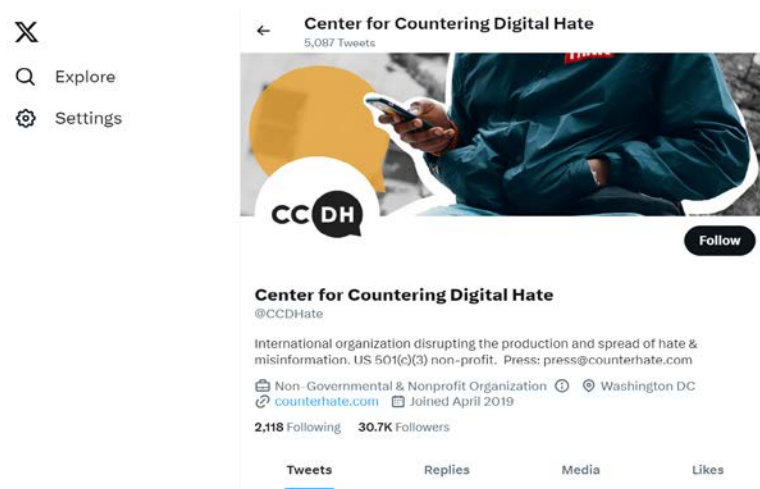 X
Explore
Settings
Center for Countering Digital Hate
5,087 Tweets
CC DH
Follow
Center for Countering Digital Hate
@CCDHate
International organization disrupting the production and spread of hate &
misinformation. US 501(c)(3) non-profit. Press: press@counterhate.com
Non-Governmental & Nonprofit Organization Washington DC
counterhate.com Joined April 2019
2,118 Following 30.7K Followers
Tweets Replies Media Likes